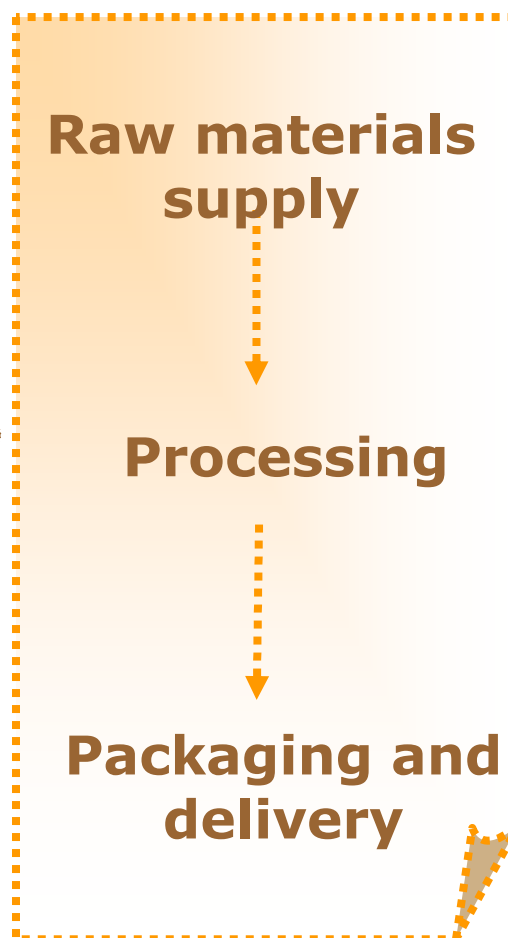 Raw materials
supply
Processing
Packaging and
delivery